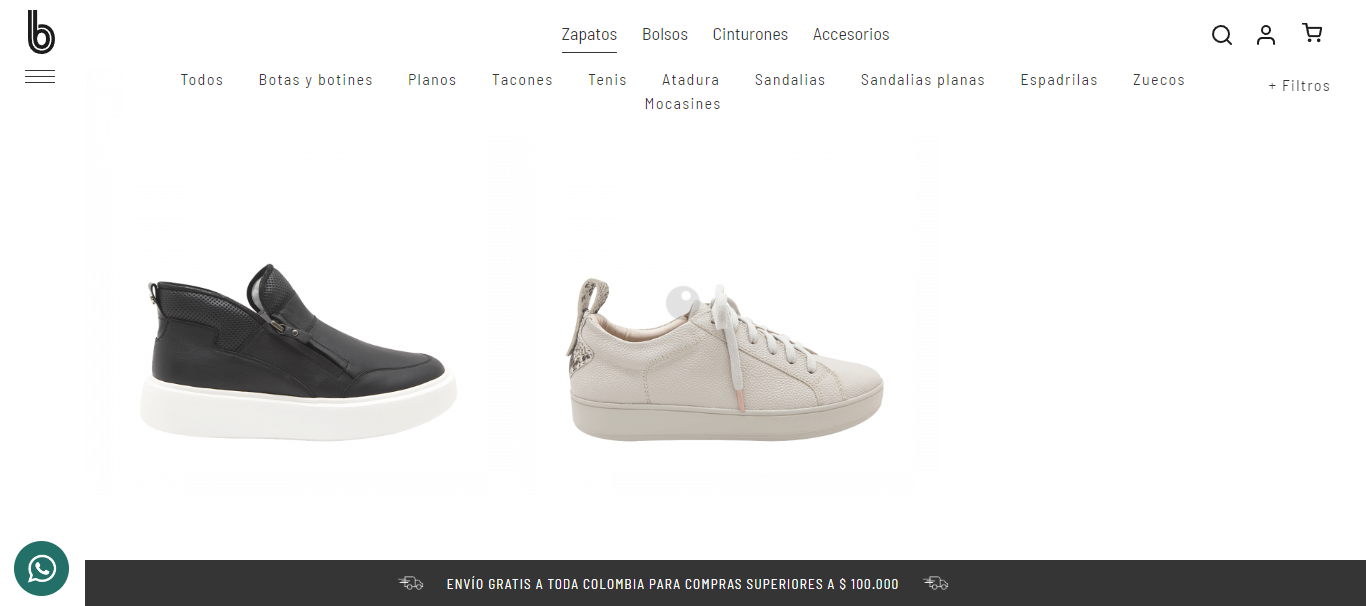 b
Zapatos Bolsos Cinturones Accesorios
Todos Botas y botines Planos Tacones Tenis Atadura Sandalias Sandalias planas Espadrilas Zuecos
Mocasines
+ Filtros
ENVÍO GRATIS A TODA COLOMBIA PARA COMPRAS SUPERIORES A $ 100.000